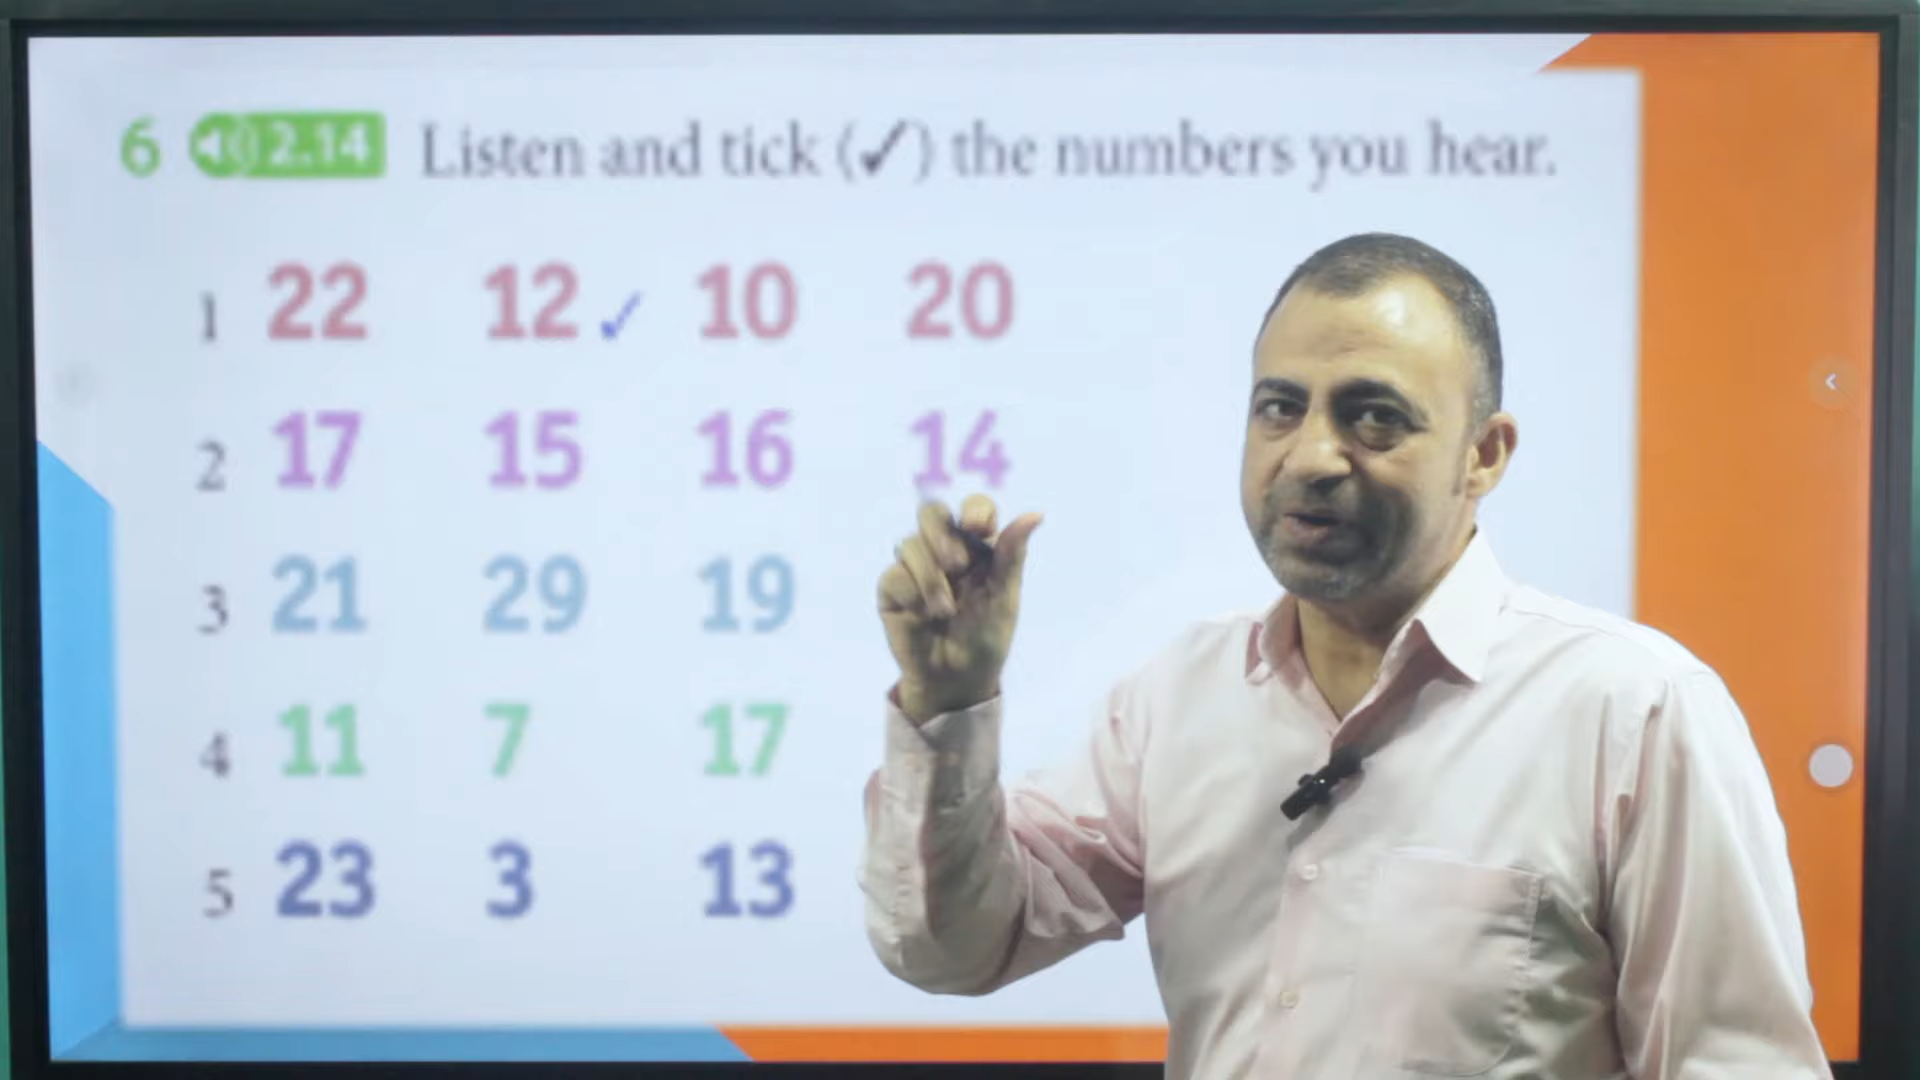 6 2.14 Listen and tick (✓) the numbers you hear.
1 22 12 ✓ 10 20
2 17 15 16 14
3 21 29 19
4 11 7 17
5 23 3 13